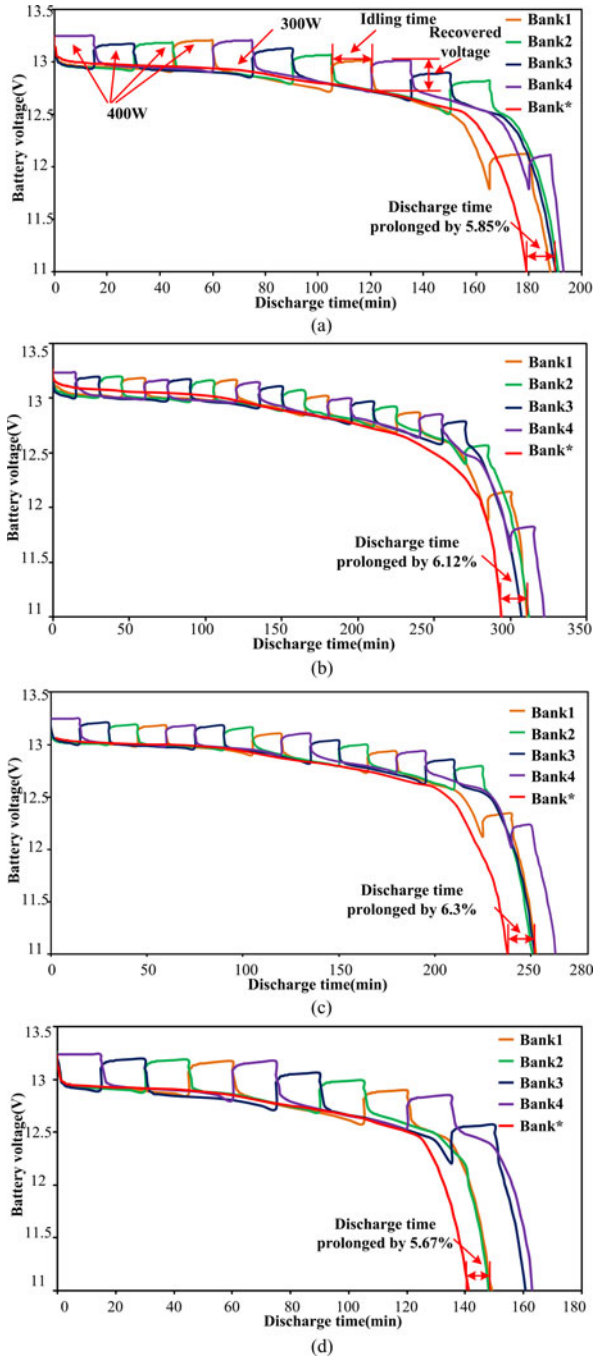 13.5
13
12.5
12
11.5
11
Battery voltage(V)
300W
400W
Idling time
Recovered
voltage
Bank1
Bank2
Bank3
Bank4
Bank*
Discharge time
prolonged by 5.85%
0 20 40 60 80 100 120 140 160 180 200
Discharge time(min)
(a)
13.5
13
12.5
12
11.5
11
Battery voltage(V)
Bank1
Bank2
Bank3
Bank4
Bank*
Discharge time
prolonged by 6.12%
0 50 100 150 200 250 300 350
Discharge time(min)
(b)
13.5
13
12.5
12
11.5
11
Battery voltage(V)
Bank1
Bank2
Bank3
Bank4
Bank*
Discharge time
prolonged by 6.3%
0 50 100 150 200 250 280
Discharge time(min)
(c)
13.5
13
12.5
12
11.5
11
Battery voltage(V)
Bank1
Bank2
Bank3
Bank4
Bank*
Discharge time
prolonged by 5.67%
0 20 40 60 80 100 120 140 160 180
Discharge time(min)
(d)